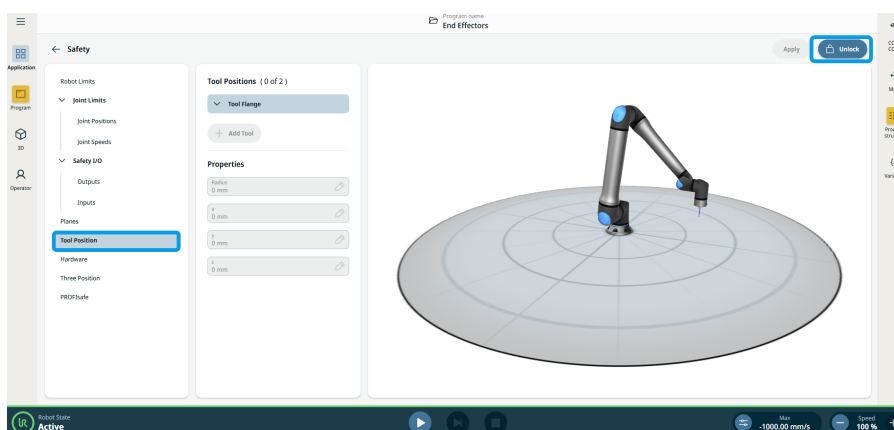 Program name
End Effectors
Safety
Apply
Unlock
Application
Program
3D
Operator
Robot Limits
Joint Limits
Joint Positions
Joint Speeds
Safety I/O
Outputs
Inputs
Planes
Tool Position
Hardware
Three Position
PROFIsafe
Tool Positions ( 0 of 2 )
Tool Flange
+ Add Tool
Properties
Radius
0 mm
0 mm
0 mm
0 mm
UR
Robot State
Active
Max
-1000.00 mm/s
Speed
100 %